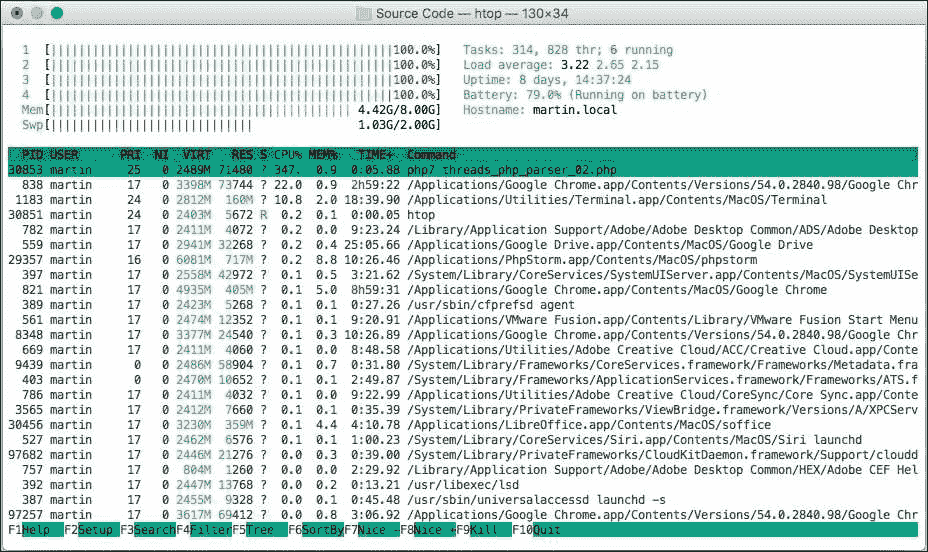 Source Code — htop — 130×34
1 [||||||||||||||||||||||||||||||||||||||||||||||||100.0%] Tasks: 314, 828 thr; 6 running
2 [||||||||||||||||||||||||||||||||||||||||||||||||100.0%] Load average: 3.22 2.65 2.15
3 [||||||||||||||||||||||||||||||||||||||||||||||||100.0%] Uptime: 8 days, 14:37:24
4 [||||||||||||||||||||||||||||||||||||||||||||||||100.0%] Battery: 79.0% (Running on battery)
Mem[||||||||||||||||||||||||||||||||||||||||||| 4.42G/8.00G] Hostname: martin.local
Swp[||||||||||||||||||||||||||||| 1.03G/2.00G]
PID USER PRI NI VIRT RES S CPU% MEM% TIME+ Command
30853 martin 25 0 2489M 71480 ? 347. 0.9 0:05.88 php7 threads_php_parser_02.php
838 martin 17 0 3398M 73744 ? 22.0 0.9 2h59:22 /Applications/Google Chrome.app/Contents/Versions/54.0.2840.98/Google Chr
1183 martin 24 0 2812M 160M ? 10.8 2.0 18:39.90 /Applications/Utilities/Terminal.app/Contents/MacOS/Terminal
30851 martin 24 0 2403M 5672 R 0.2 0.1 0:00.05 htop
782 martin 17 0 2411M 4072 ? 0.2 0.0 9:23.24 /Library/Application Support/Adobe/Adobe Desktop Common/ADS/Adobe Desktop
559 martin 17 0 2941M 32268 ? 0.2 0.4 25:05.66 /Applications/Google Drive.app/Contents/MacOS/Google Drive
29357 martin 16 0 6081M 717M ? 0.2 8.8 10:26.46 /Applications/PhpStorm.app/Contents/MacOS/phpstorm
397 martin 17 0 2558M 42972 ? 0.1 0.5 3:21.62 /System/Library/CoreServices/SystemUIServer.app/Contents/MacOS/SystemUISe
821 martin 17 0 4935M 405M ? 0.1 5.0 8h59:31 /Applications/Google Chrome.app/Contents/MacOS/Google Chrome
389 martin 17 0 2423M 5268 ? 0.1 0.1 0:27.26 /usr/sbin/cfprefsd agent
561 martin 17 0 2474M 12352 ? 0.1 0.1 9:20.91 /Applications/VMware Fusion.app/Contents/Library/VMware Fusion Start Menu
8348 martin 17 0 3377M 24540 ? 0.1 0.3 10:26.89 /Applications/Google Chrome.app/Contents/Versions/54.0.2840.98/Google Chr
669 martin 17 0 2411M 4060 ? 0.1 0.0 8:48.58 /Applications/Utilities/Adobe Creative Cloud/ACC/Creative Cloud.app/Conte
9439 martin 0 0 2486M 58904 ? 0.1 0.7 0:31.80 /System/Library/Frameworks/CoreServices.framework/Frameworks/Metadata.fra
403 martin 0 0 2470M 10652 ? 0.1 0.1 2:49.87 /System/Library/Frameworks/ApplicationServices.framework/Frameworks/ATS.f
786 martin 17 0 2411M 4032 ? 0.1 0.0 9:22.99 /Applications/Utilities/Adobe Creative Cloud/CoreSync/Core Sync.app/Conte
3565 martin 17 0 2412M 7660 ? 0.1 0.1 0:35.39 /System/Library/PrivateFrameworks/ViewBridge.framework/Versions/A/XPCServ
30456 martin 17 0 3230M 359M ? 0.1 4.4 4:10.78 /Applications/LibreOffice.app/Contents/MacOS/soffice
527 martin 17 0 2462M 6576 ? 0.1 0.1 1:00.23 /System/Library/CoreServices/Siri.app/Contents/MacOS/Siri launchd
97682 martin 17 0 2446M 21276 ? 0.0 0.3 0:39.00 /System/Library/PrivateFrameworks/CloudKitDaemon.framework/Support/cloudd
757 martin 17 0 804M 1260 ? 0.0 0.0 2:29.92 /Library/Application Support/Adobe/Adobe Desktop Common/HEX/Adobe CEF Hel
392 martin 17 0 2447M 13768 ? 0.0 0.2 0:13.21 /usr/libexec/lsd
387 martin 17 0 2455M 9328 ? 0.0 0.1 0:45.48 /usr/sbin/universalaccessd launchd -s
97257 martin 17 0 3617M 69412 ? 0.0 0.8 3:06.92 /Applications/Google Chrome.app/Contents/Versions/54.0.2840.98/Google Chr
F1Help F2Setup F3SearchF4FilterF5Tree F6SortByF7Nice -F8Nice +F9Kill F10Quit